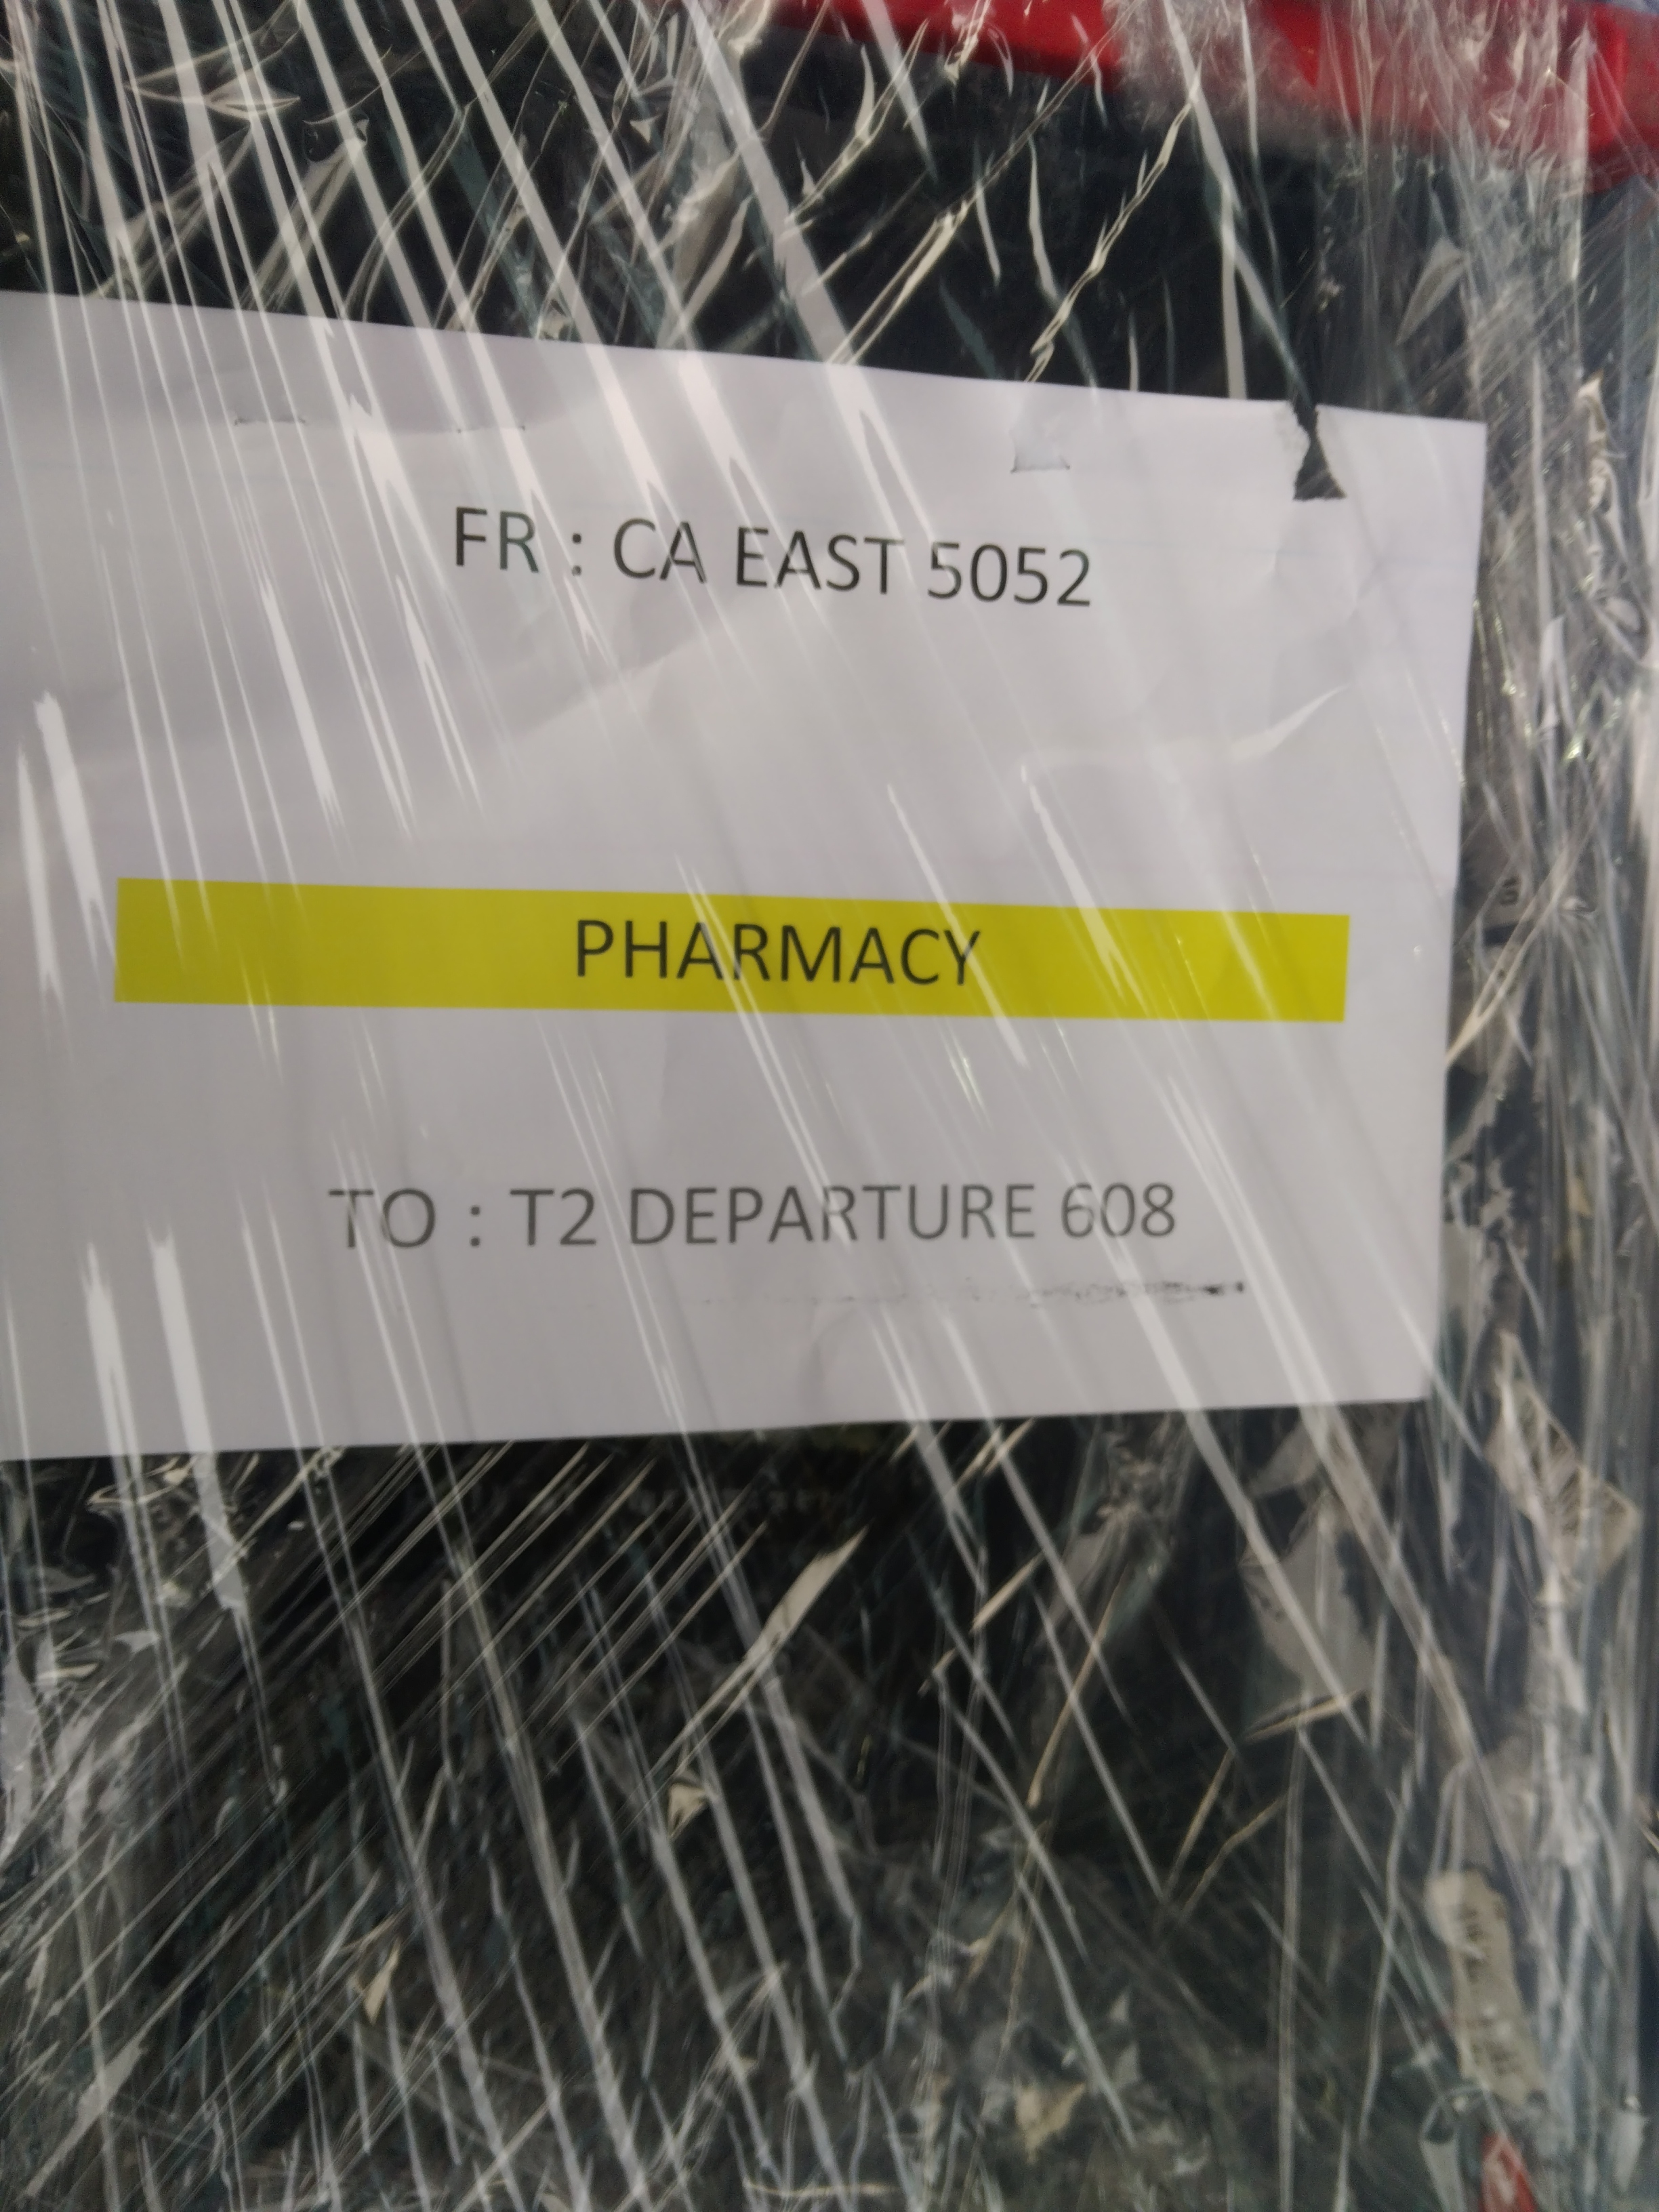 FR : CA EAST 5052
PHARMACY
TO : T2 DEPARTURE 608